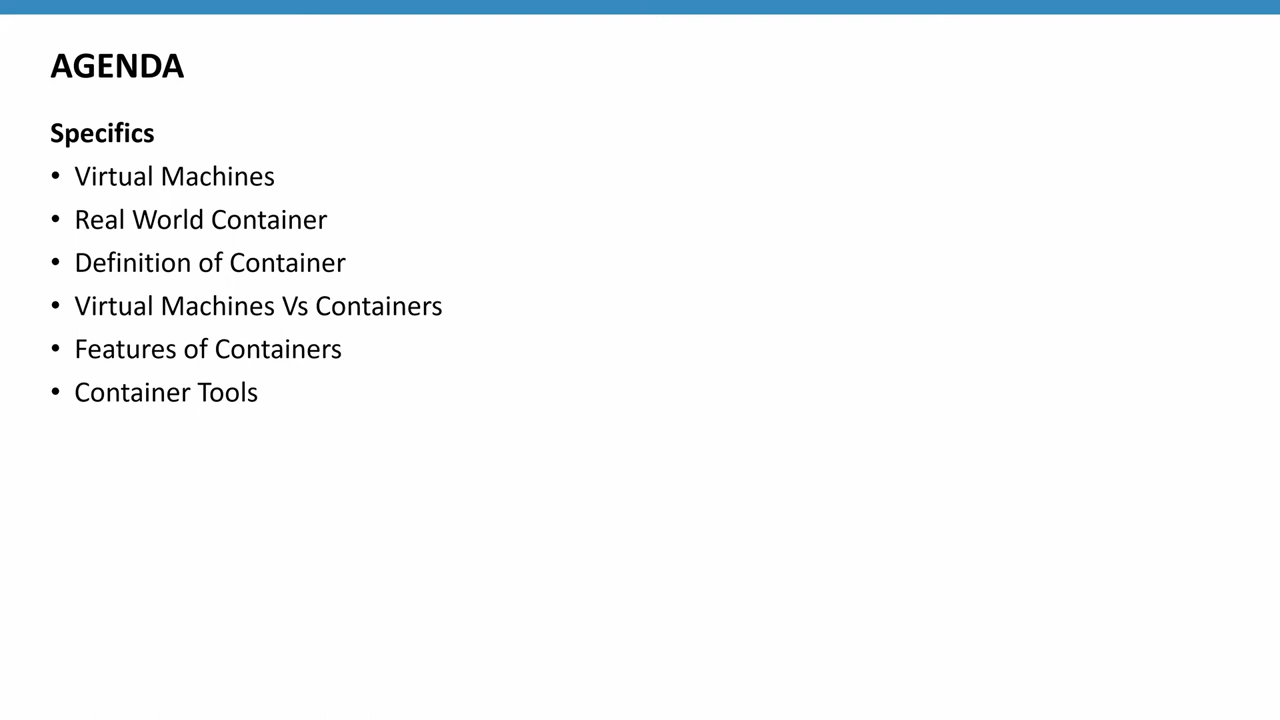 AGENDA
Specifics
• Virtual Machines
• Real World Container
• Definition of Container
• Virtual Machines Vs Containers
• Features of Containers
• Container Tools